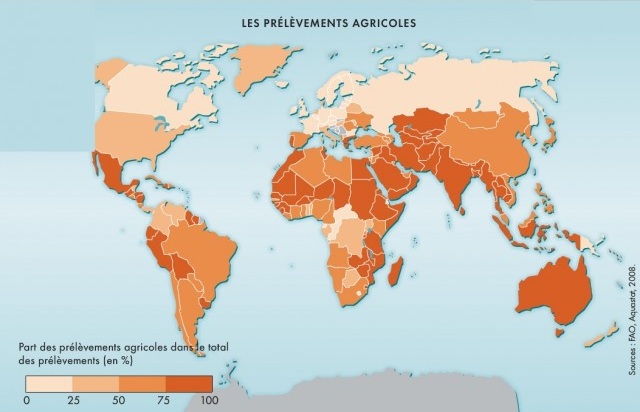 LES PRÉLÈVEMENTS AGRICOLES
Part des prélèvements agricoles dans le total
des prélèvements (en %)
0 25 50 75 100
Sources : FAO, Aquastat, 2008.